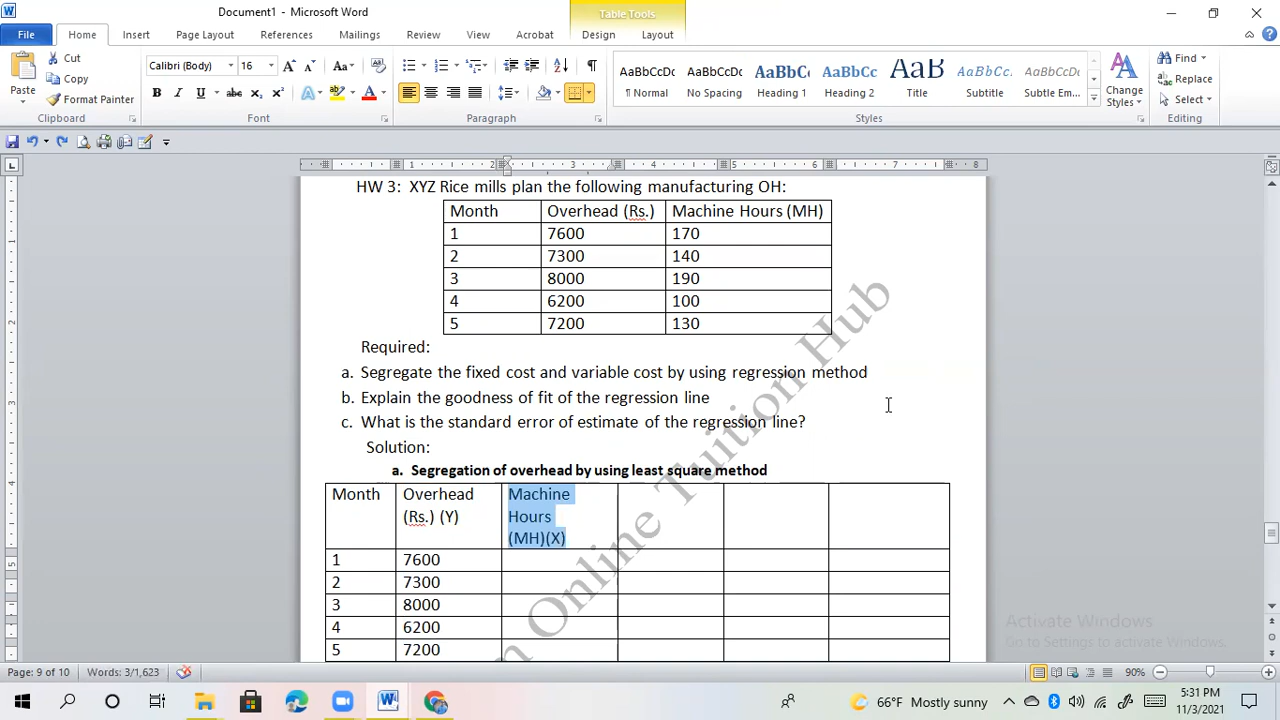 Document1 - Microsoft Word
Table Tools
File Home Insert Page Layout References Mailings Review View Acrobat Design Layout
Paste
Cut
Copy
Format Painter
Clipboard
Calibri (Body) 16
Font
Paragraph
AaBbCcDc AaBbCcDc AaBbCc AaBbCc AaB AaBbCcL AaBbCcDc
¶ Normal No Spacing Heading 1 Heading 2 Title Subtitle Subtle Em...
Styles
Change Styles
Find
Replace
Select
Editing
HW 3: XYZ Rice mills plan the following manufacturing OH:
Month Overhead (Rs.) Machine Hours (MH)
1 7600 170
2 7300 140
3 8000 190
4 6200 100
5 7200 130
Required:
a. Segregate the fixed cost and variable cost by using regression method
b. Explain the goodness of fit of the regression line
c. What is the standard error of estimate of the regression line?
Solution:
a. Segregation of overhead by using least square method
Month Overhead (Rs.) (Y) Machine Hours (MH)(X)
1 7600
2 7300
3 8000
4 6200
5 7200
n Online Tuition Hub
Activate Windows
Go to Settings to activate Windows.
Page: 9 of 10 Words: 3/1,623 90%
66°F Mostly sunny
5:31 PM
11/3/2021